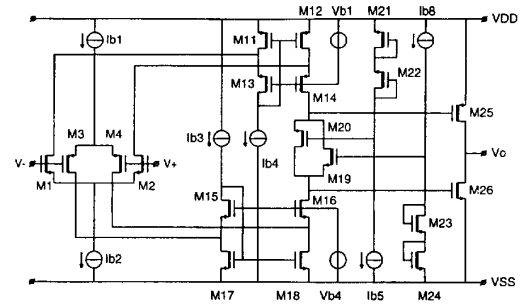 M12 Vb1 M21 Ib8
VDD
Ib1 M11
M22
M13 M14
M3 M4 M20 M25
Ib3 Ib4
V- V+ Vo
M1 M2 M19
M15 M16 M26
M23
Ib2
VSS
M17 M18 Vb4 Ib5 M24